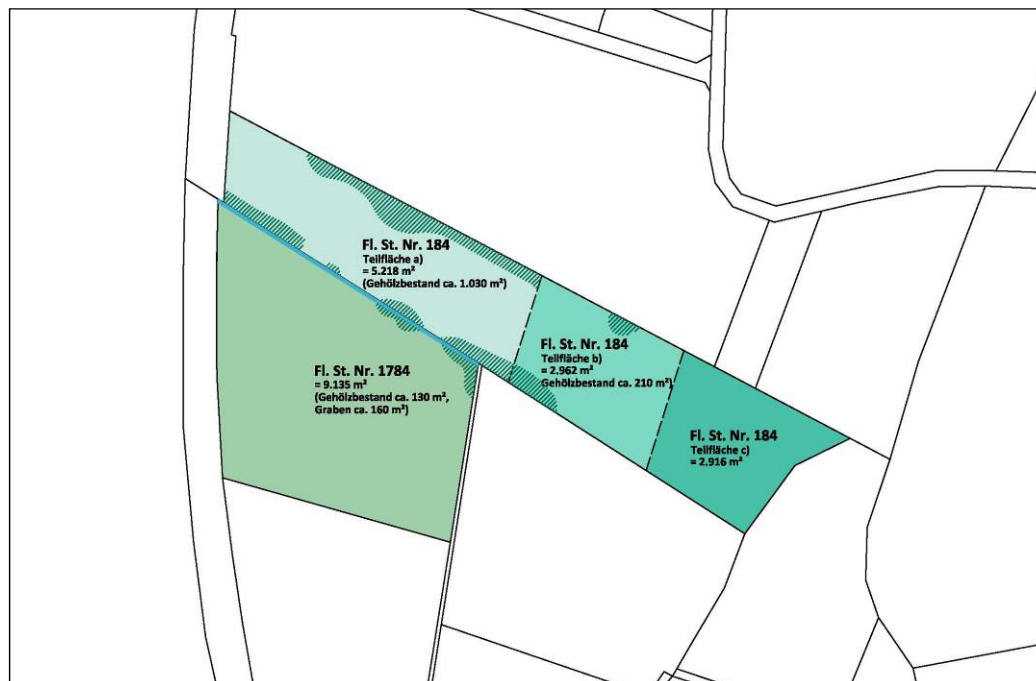 Fl. St. Nr. 184
Teilfläche a)
= 5.218 m²
(Gehölzbestand ca. 1.030 m²)
Fl. St. Nr. 184
Teilfläche b)
= 2.962 m²
Gehölzbestand ca. 210 m²)
Fl. St. Nr. 1784
= 9.135 m²
(Gehölzbestand ca. 130 m²,
Graben ca. 160 m²)
Fl. St. Nr. 184
Teilfläche c)
= 2.916 m²